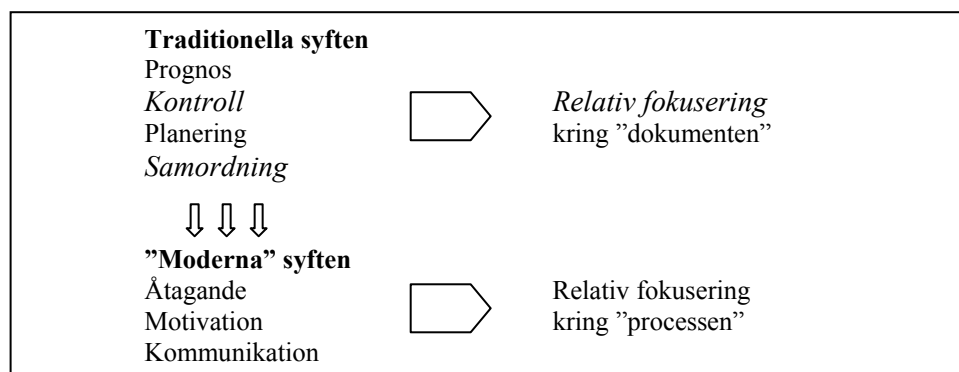 Traditionella syften
Prognos
Kontroll
Planering
Samordning
Relativ fokusering
kring ”dokumenten”
”Moderna” syften
Åtagande
Motivation
Kommunikation
Relativ fokusering
kring ”processen”